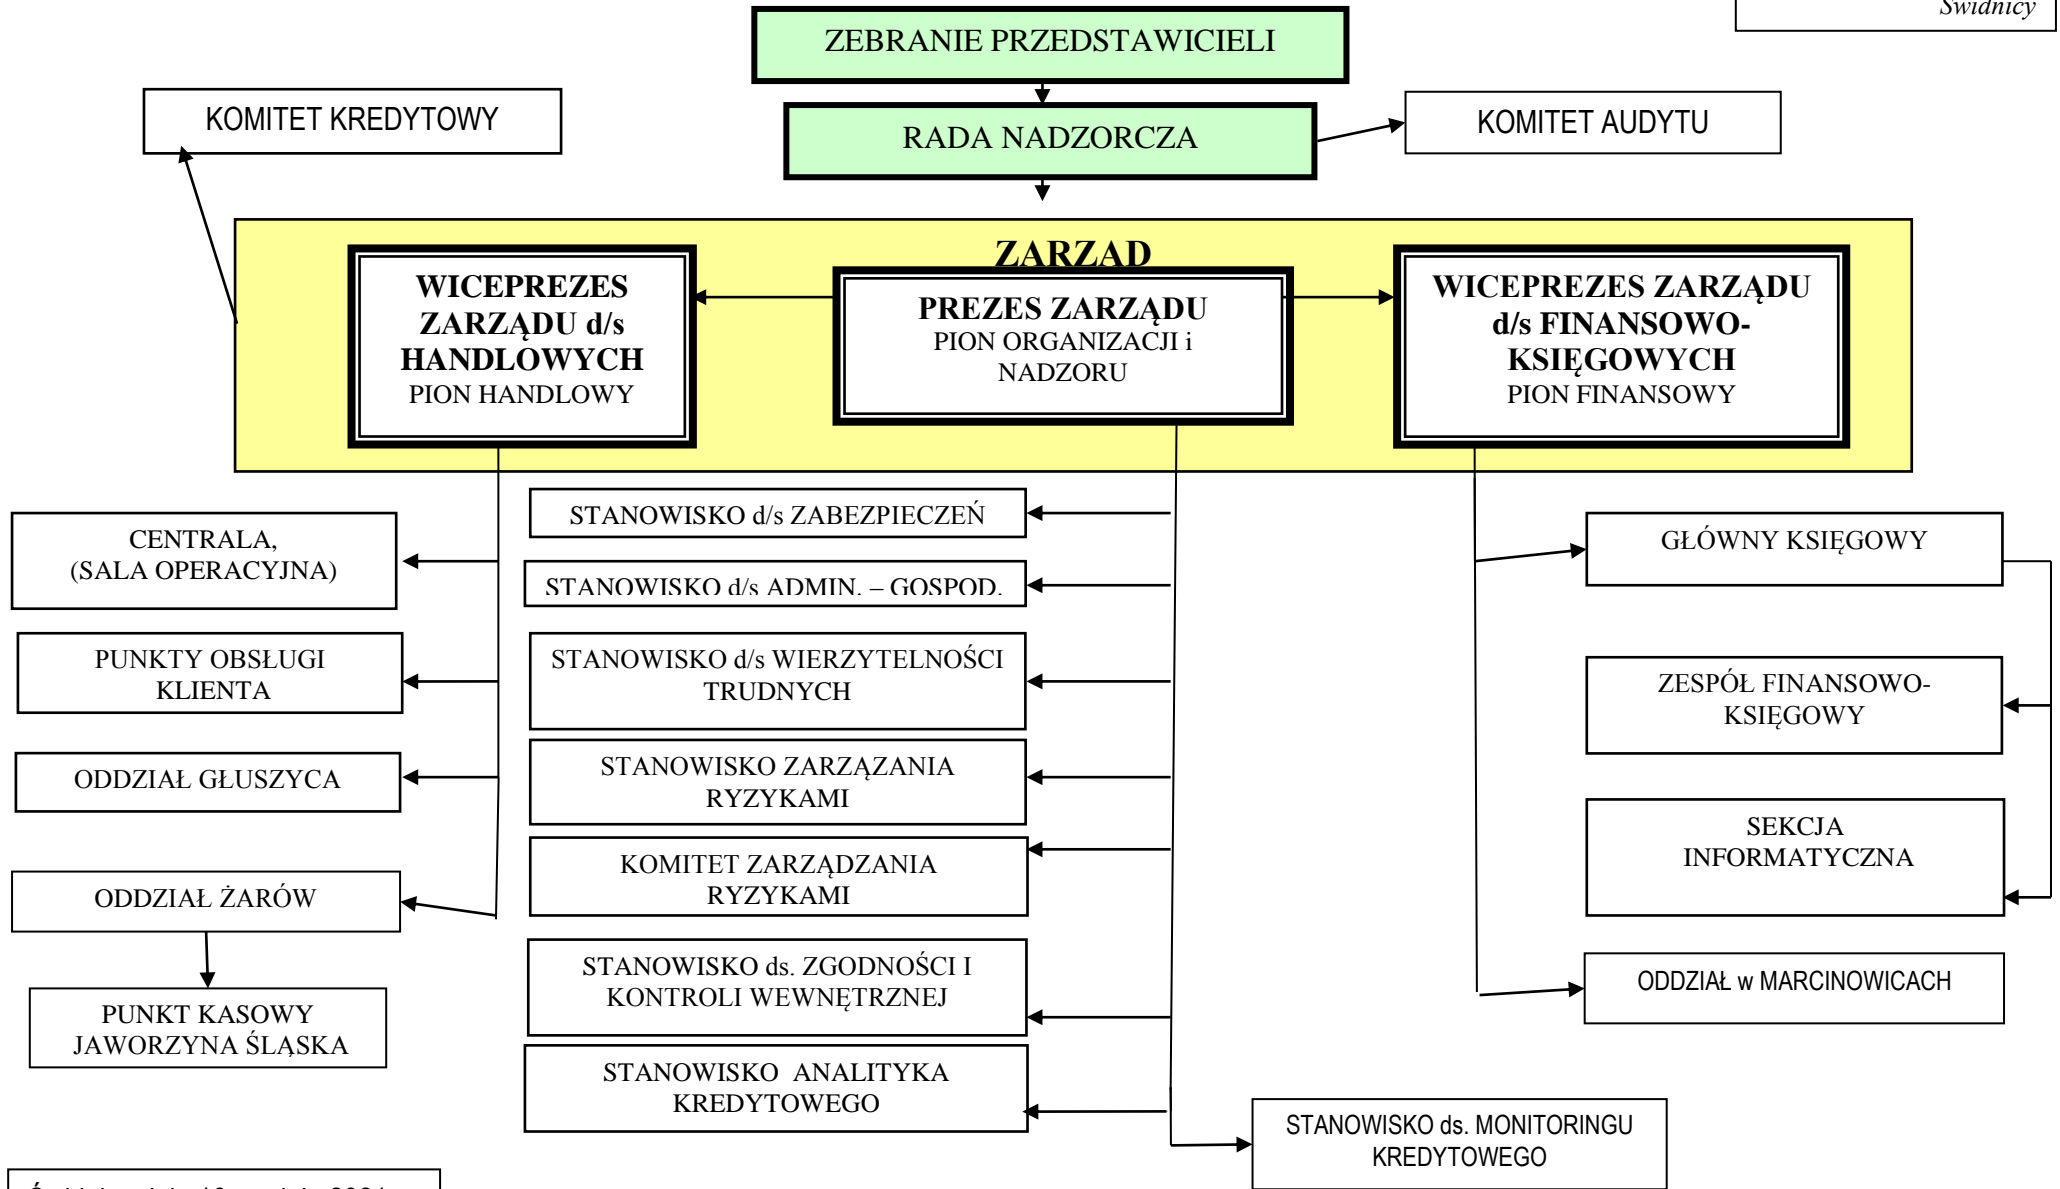 Świdnicy
ZEBRANIE PRZEDSTAWICIELI
KOMITET KREDYTOWY
RADA NADZORCZA
KOMITET AUDYTU
ZARZAD
WICEPREZES
ZARZĄDU d/s
HANDLOWYCH
PION HANDLOWY
PREZES ZARZĄDU
PION ORGANIZACJI i
NADZORU
WICEPREZES ZARZĄDU
d/s FINANSOWO-
KSIĘGOWYCH
PION FINANSOWY
CENTRALA,
(SALA OPERACYJNA)
PUNKTY OBSŁUGI
KLIENTA
ODDZIAŁ GŁUSZYCA
ODDZIAŁ ŻARÓW
PUNKT KASOWY
JAWORZYNA ŚLĄSKA
STANOWISKO d/s ZABEZPIECZEŃ
STANOWISKO d/s ADMIN. – GOSPOD.
STANOWISKO d/s WIERZYTELNOŚCI
TRUDNYCH
STANOWISKO ZARZĄZANIA
RYZYKAMI
KOMITET ZARZĄDZANIA
RYZYKAMI
STANOWISKO ds. ZGODNOŚCI I
KONTROLI WEWNĘTRZNEJ
STANOWISKO ANALITYKA
KREDYTOWEGO
STANOWISKO ds. MONITORINGU
KREDYTOWEGO
GŁÓWNY KSIĘGOWY
ZESPÓŁ FINANSOWO-
KSIĘGOWY
SEKCJA
INFORMATYCZNA
ODDZIAŁ w MARCINOWICACH